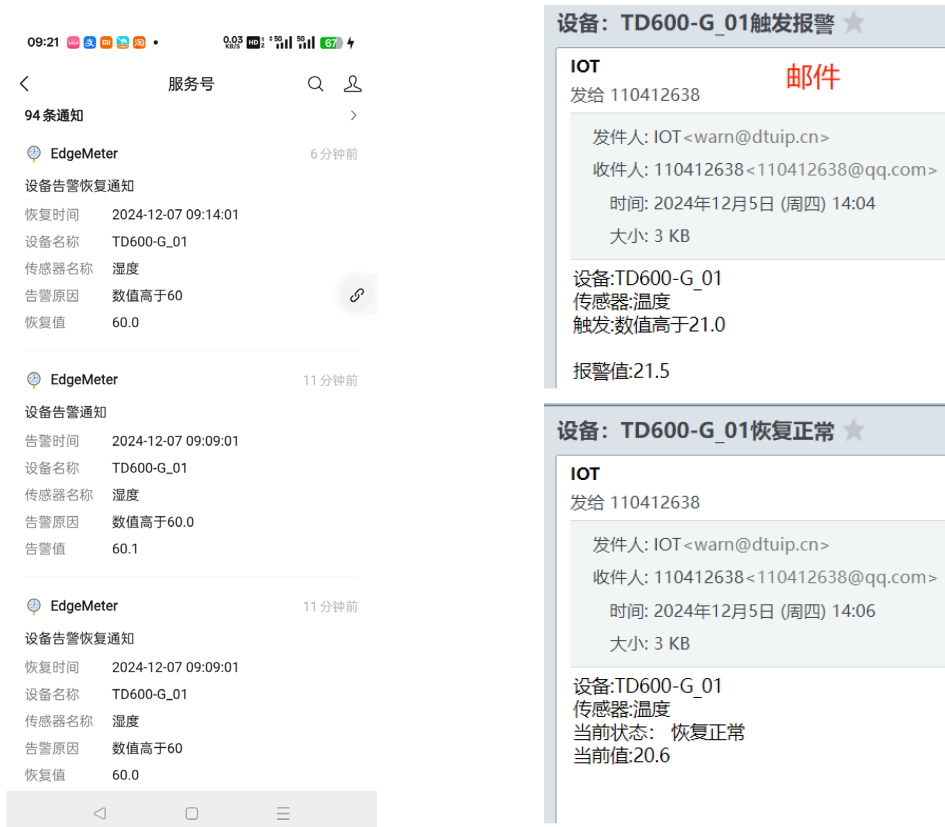 09:21
0.03 KB/S HD 1 2 5G 5G 67
服务号
94条通知
EdgeMeter 6分钟前
设备告警恢复通知
恢复时间 2024-12-07 09:14:01
设备名称 TD600-G_01
传感器名称 湿度
告警原因 数值高于60
恢复值 60.0
EdgeMeter 11分钟前
设备告警通知
告警时间 2024-12-07 09:09:01
设备名称 TD600-G_01
传感器名称 湿度
告警原因 数值高于60.0
告警值 60.1
EdgeMeter 11分钟前
设备告警恢复通知
恢复时间 2024-12-07 09:09:01
设备名称 TD600-G_01
传感器名称 湿度
告警原因 数值高于60
恢复值 60.0
设备：TD600-G_01触发报警
IOT
邮件
发给 110412638
发件人: IOT<warn@dtuip.cn>
收件人: 110412638<110412638@qq.com>
时间: 2024年12月5日 (周四) 14:04
大小: 3 KB
设备:TD600-G_01
传感器:温度
触发:数值高于21.0
报警值:21.5
设备：TD600-G_01恢复正常
IOT
发给 110412638
发件人: IOT<warn@dtuip.cn>
收件人: 110412638<110412638@qq.com>
时间: 2024年12月5日 (周四) 14:06
大小: 3 KB
设备:TD600-G_01
传感器:温度
当前状态： 恢复正常
当前值:20.6